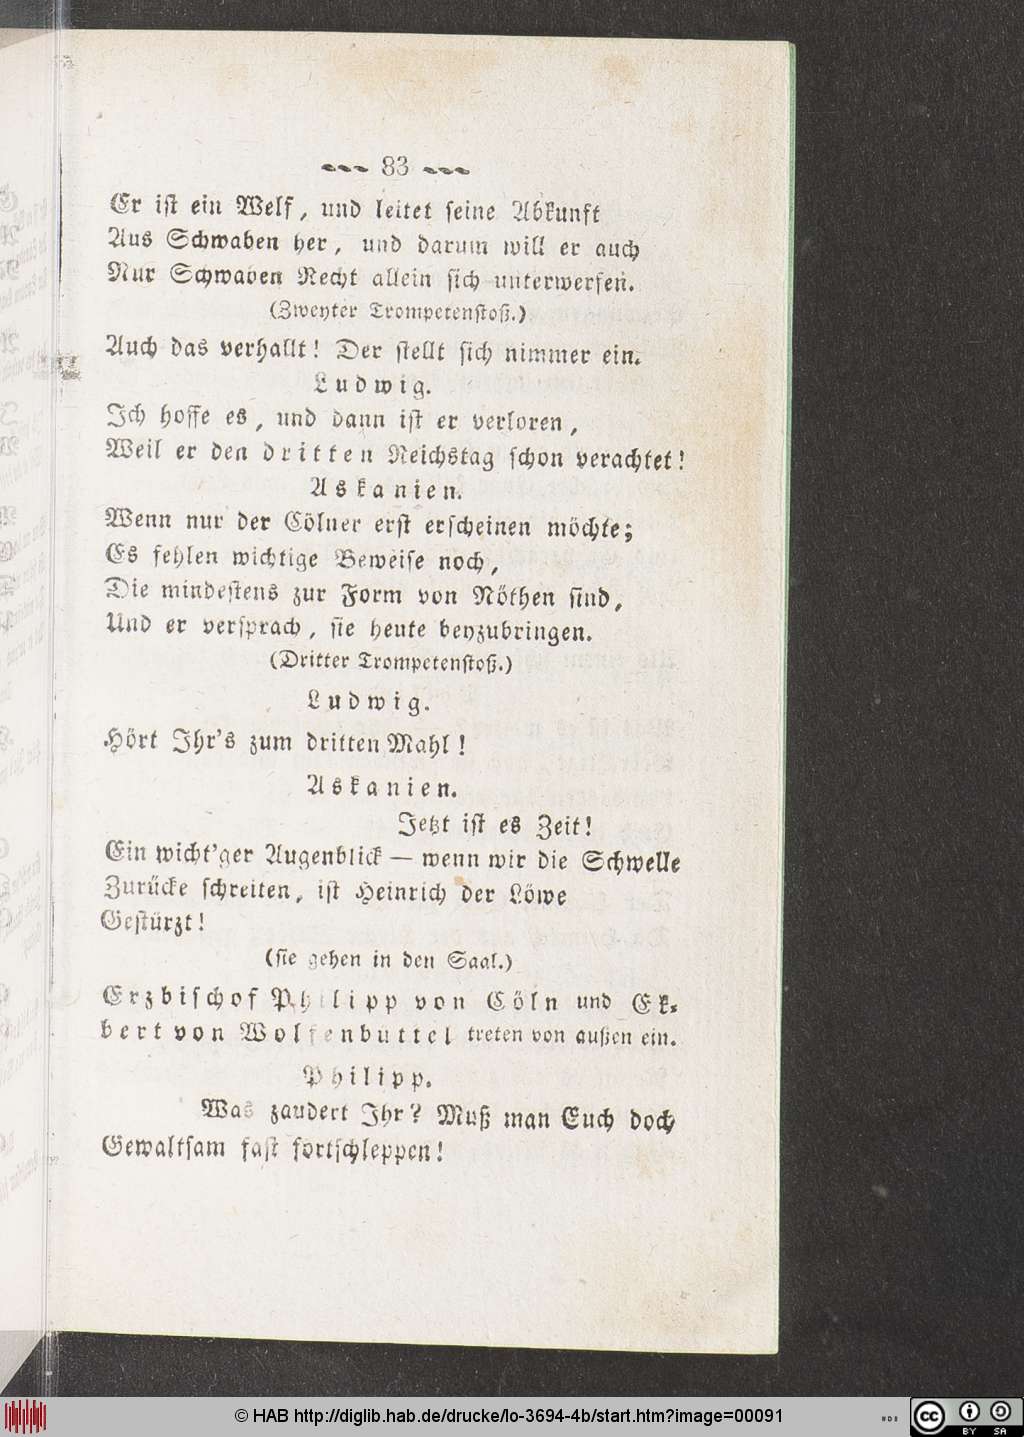 83
Er ist ein Welf, und leitet seine Abkunft
Aus Schwaben her, und darum will er auch
Nur Schwaben Recht allein sich unterwerfen.
(Zweyter Trompetenstoß.)
Auch das verhallt! Der stellt sich nimmer ein.
Ludwig.
Ich hoffe es, und dann ist er verloren,
Weil er den dritten Reichstag schon verachtet!
Askanien.
Wenn nur der Cölner erst erscheinen möchte;
Es fehlen wichtige Beweise noch,
Die mindestens zur Form von Nöthen sind,
Und er versprach, sie heute beyzubringen.
(Dritter Trompetenstoß.)
Ludwig.
Hört Ihr's zum dritten Mahl!
Askanien.
Jetzt ist es Zeit!
Ein wicht'ger Augenblick — wenn wir die Schwelle
Zurücke schreiten, ist Heinrich der Löwe
Gestürzt!
(sie gehen in den Saal.)
Erzbischof Philipp von Cöln und Ek-
bert von Wolfenbuttel treten von außen ein.
Philipp.
Was zaudert Ihr? Muß man Euch doch
Gewaltsam fast fortschleppen!
© HAB http://diglib.hab.de/drucke/lo-3694-4b/start.htm?image=00091
cc BY SA